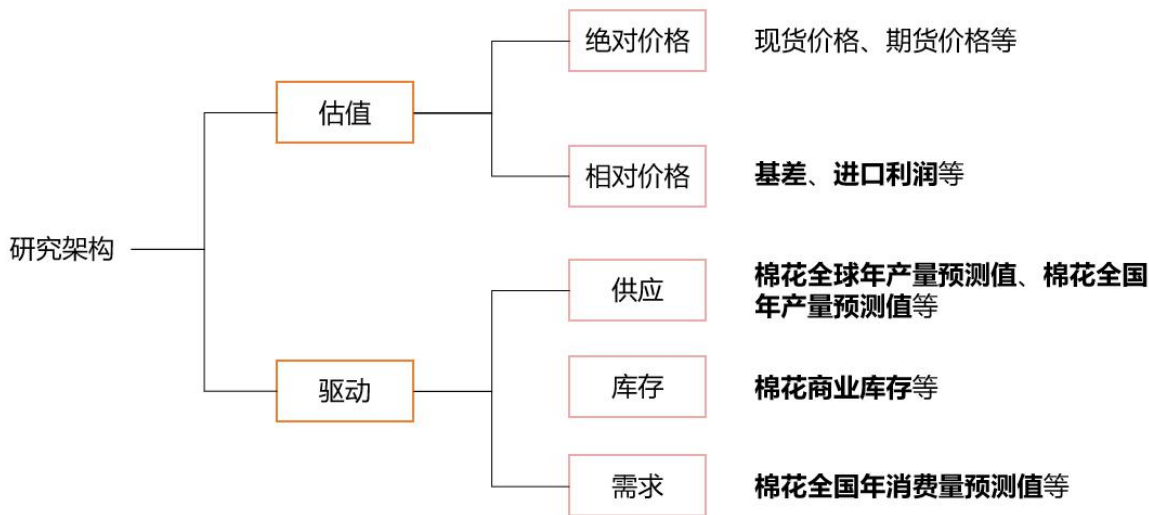 研究架构
估值
绝对价格
现货价格、期货价格等
相对价格
基差、进口利润等
驱动
供应
棉花全球年产量预测值、棉花全国
年产量预测值等
库存
棉花商业库存等
需求
棉花全国年消费量预测值等